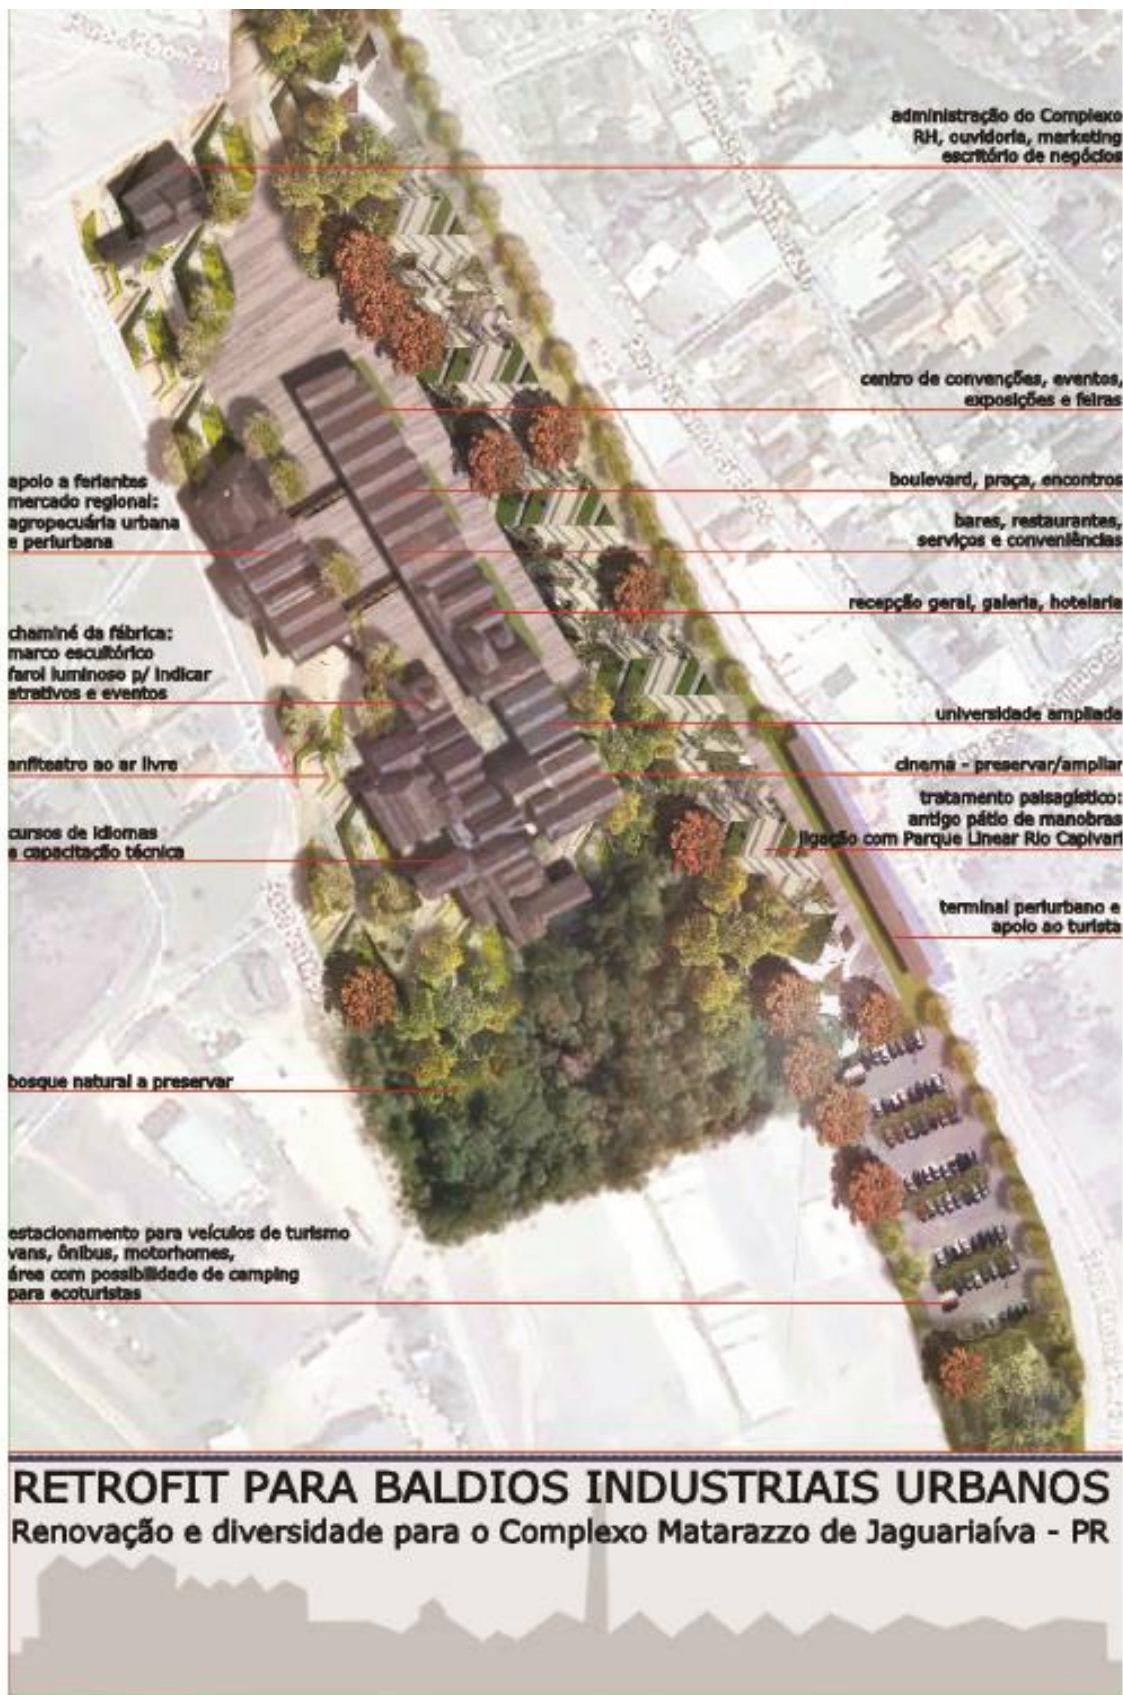 administração do Complexo
RH, ouvidoria, marketing
escritório de negócios
centro de convenções, eventos,
exposições e feiras
apoio a feriantes
mercado regional:
agropecuária urbana
e periurbana
boulevard, praça, encontros
bares, restaurantes,
serviços e conveniências
recepção geral, galeria, hotelaria
chaminé da fábrica:
marco escultórico
farol luminoso p/ indicar
atrativos e eventos
universidade ampliada
anfiteatro ao ar livre
cinema - preservar/ampliar
tratamento paisagístico:
antigo pátio de manobras
ligação com Parque Linear Rio Capivari
cursos de idiomas
e capacitação técnica
terminal periurbano e
apoio ao turista
bosque natural a preservar
estacionamento para veículos de turismo
vans, ônibus, motorhomes,
área com possibilidade de camping
para ecoturistas
RETROFIT PARA BALDIOS INDUSTRIAIS URBANOS
Renovação e diversidade para o Complexo Matarazzo de Jaguariaíva - PR